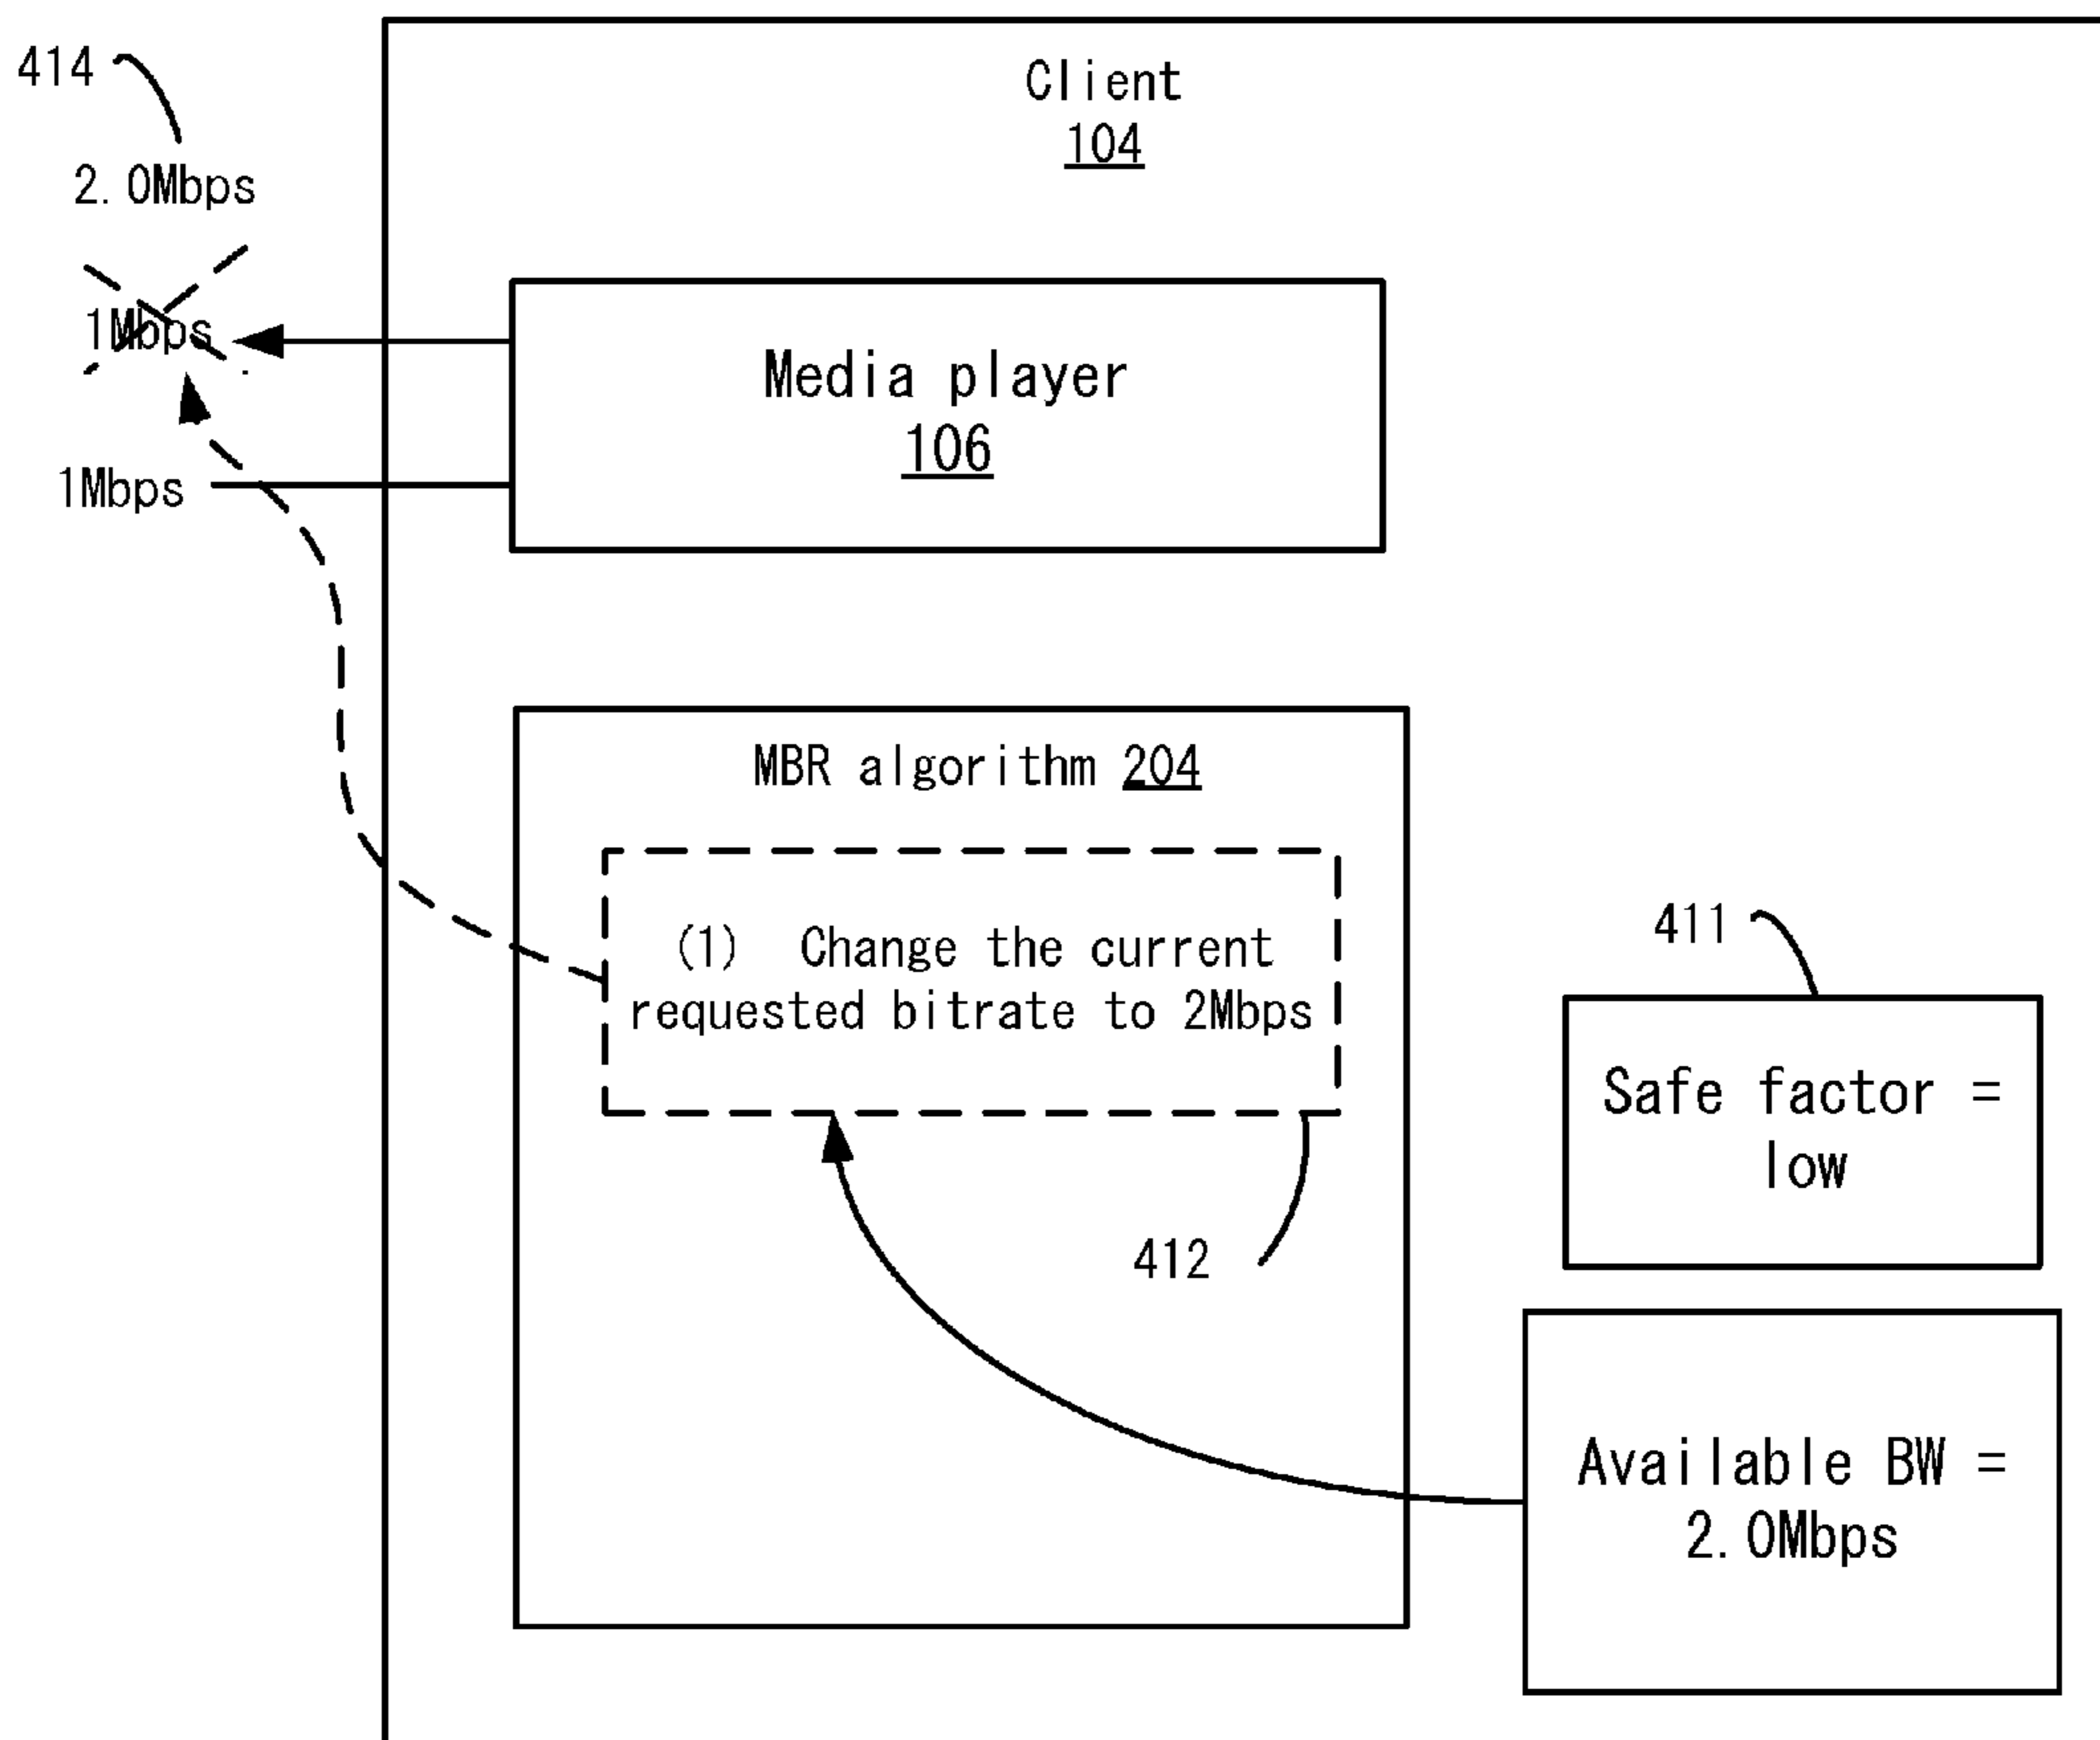 414
Client
104
2.0Mbps
1Mbps
Media player
106
1Mbps
MBR algorithm 204
(1) Change the current
requested bitrate to 2Mbps
411
Safe factor =
low
412
Available BW =
2.0Mbps